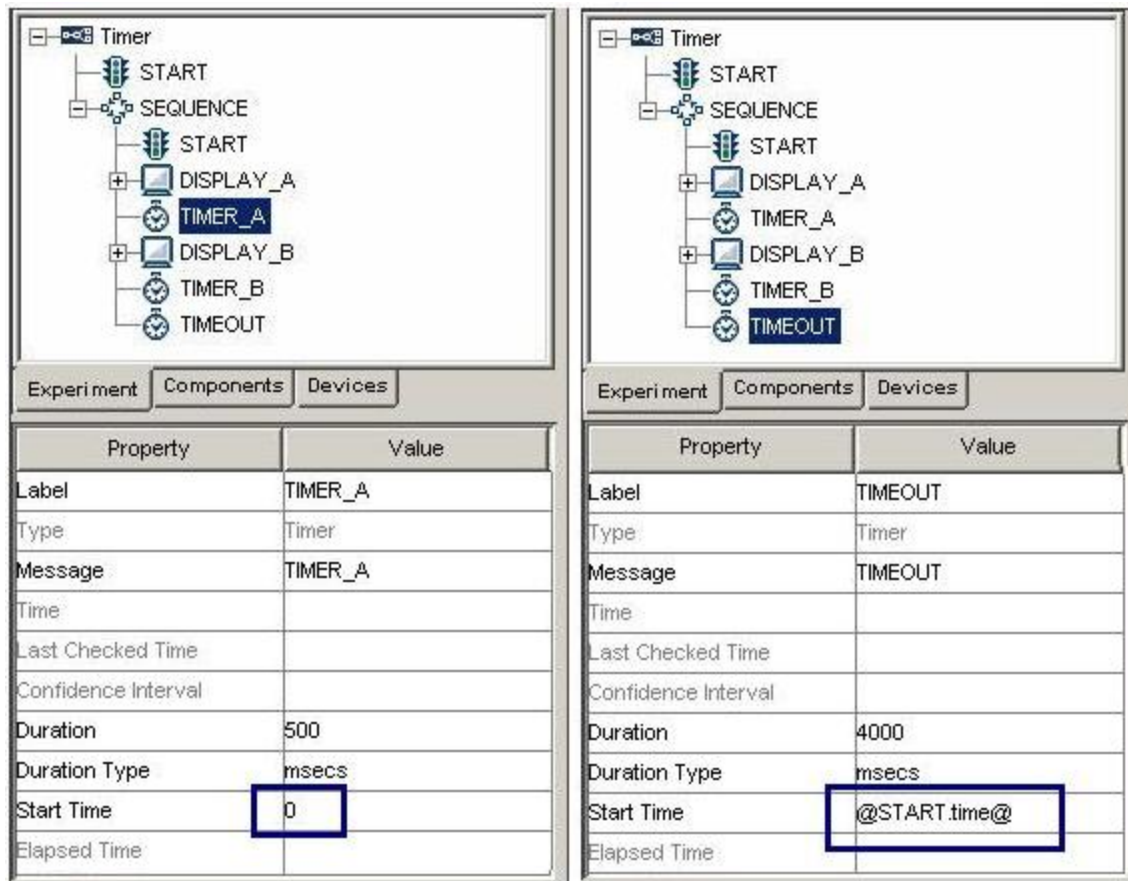 Timer
START
SEQUENCE
START
DISPLAY_A
TIMER_A
DISPLAY_B
TIMER_B
TIMEOUT
Experiment Components Devices
Property Value
Label TIMER_A
Type Timer
Message TIMER_A
Time
Last Checked Time
Confidence Interval
Duration 500
Duration Type msecs
Start Time 0
Elapsed Time
Timer
START
SEQUENCE
START
DISPLAY_A
TIMER_A
DISPLAY_B
TIMER_B
TIMEOUT
Experiment Components Devices
Property Value
Label TIMEOUT
Type Timer
Message TIMEOUT
Time
Last Checked Time
Confidence Interval
Duration 4000
Duration Type msecs
Start Time @START.time@
Elapsed Time